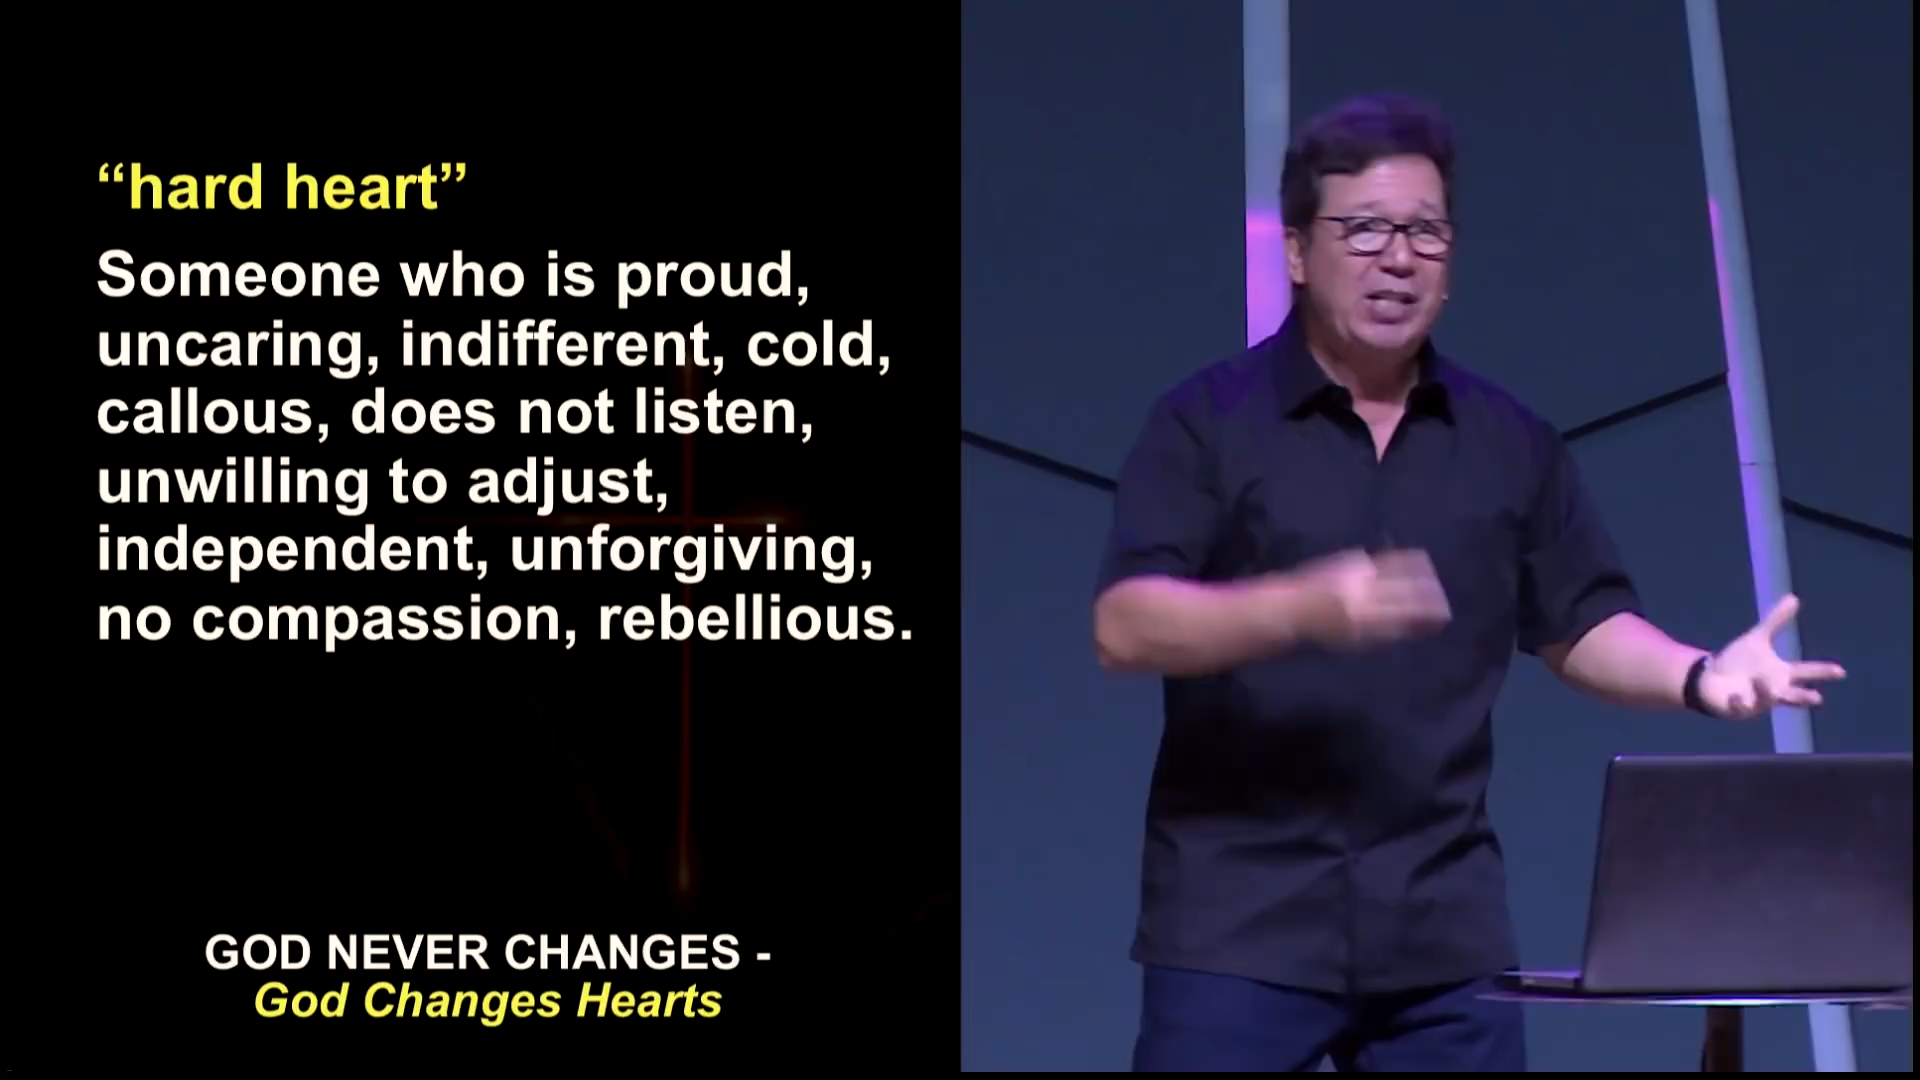 “hard heart”
Someone who is proud,
uncaring, indifferent, cold,
callous, does not listen,
unwilling to adjust,
independent, unforgiving,
no compassion, rebellious.
GOD NEVER CHANGES -
God Changes Hearts